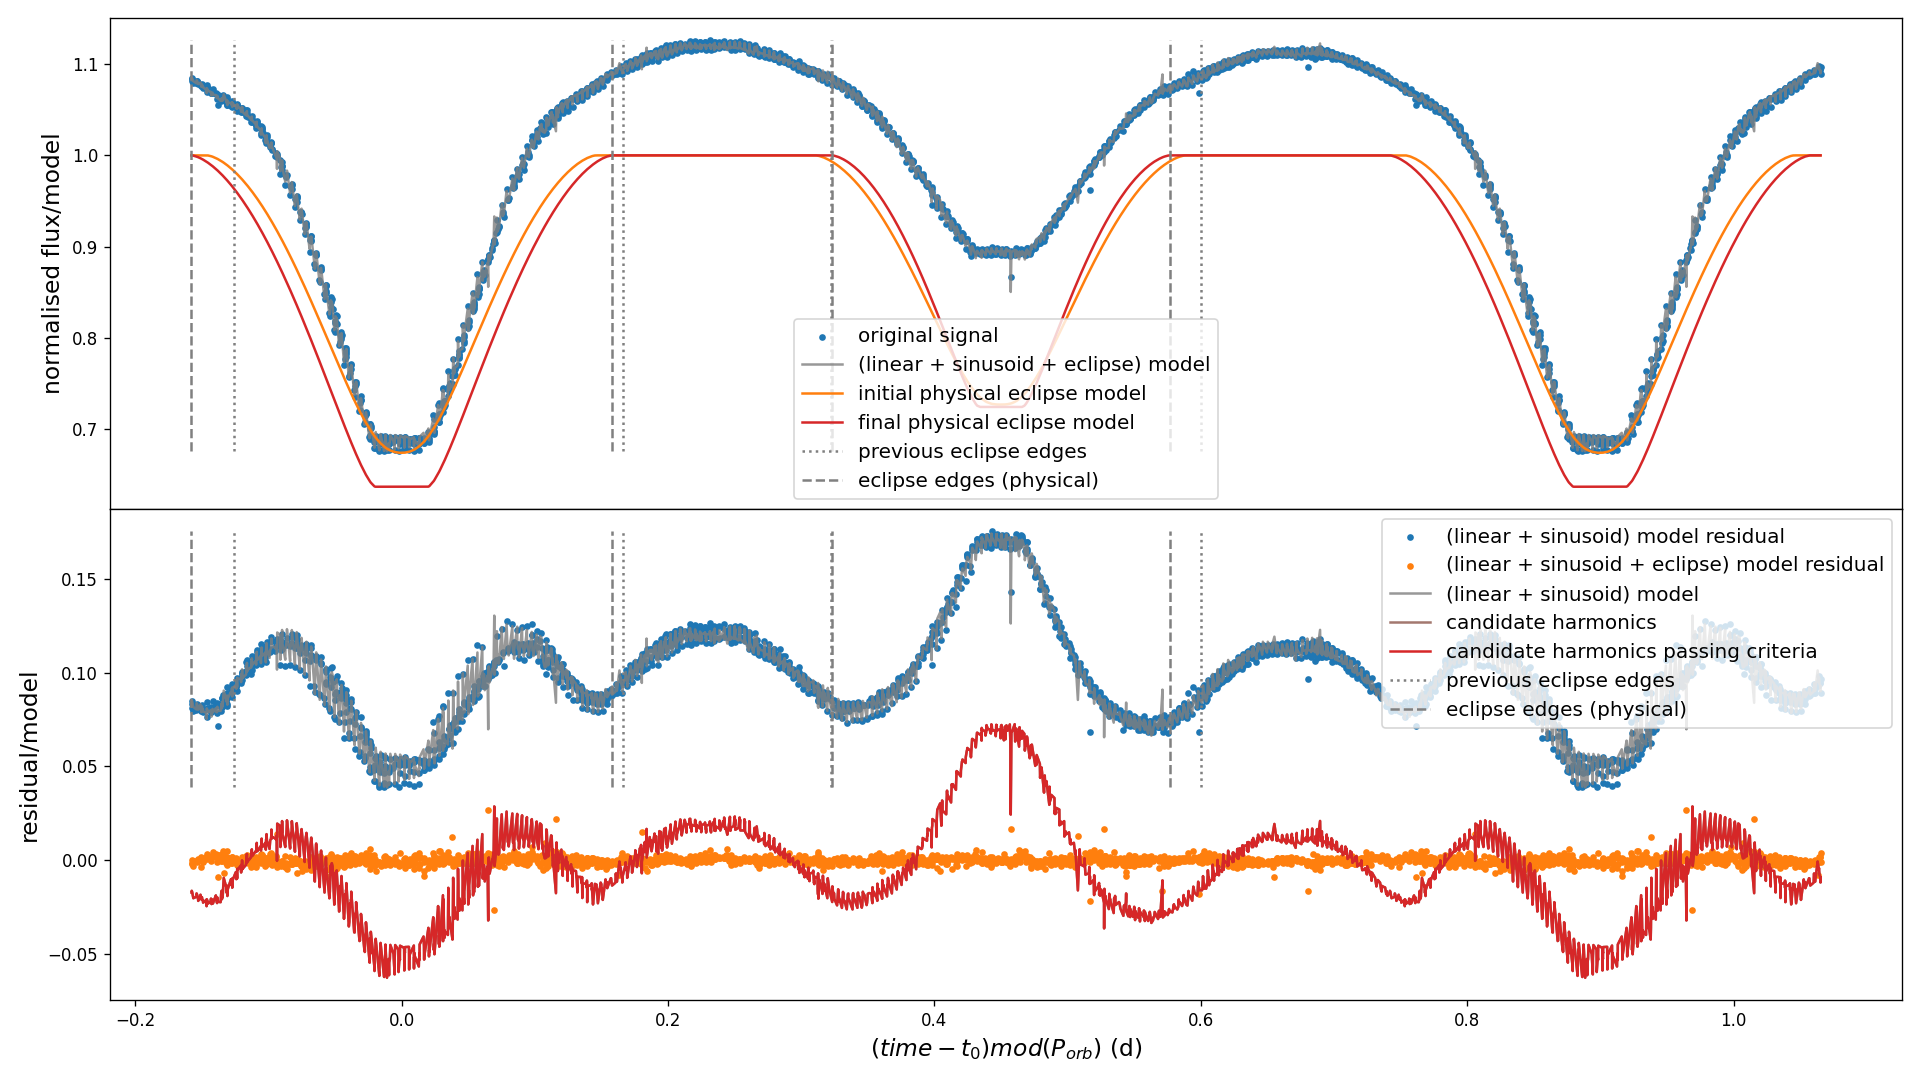 normalised flux/model
1.1
1.0
0.9
0.8
0.7
original signal
(linear + sinusoid + eclipse) model
initial physical eclipse model
final physical eclipse model
previous eclipse edges
eclipse edges (physical)
residual/model
0.15
0.10
0.05
0.00
−0.05
(linear + sinusoid) model residual
(linear + sinusoid + eclipse) model residual
(linear + sinusoid) model
candidate harmonics
candidate harmonics passing criteria
previous eclipse edges
eclipse edges (physical)
−0.2 0.0 0.2 0.4 0.6 0.8 1.0
(time − t₀)mod(Pₒᵣb) (d)